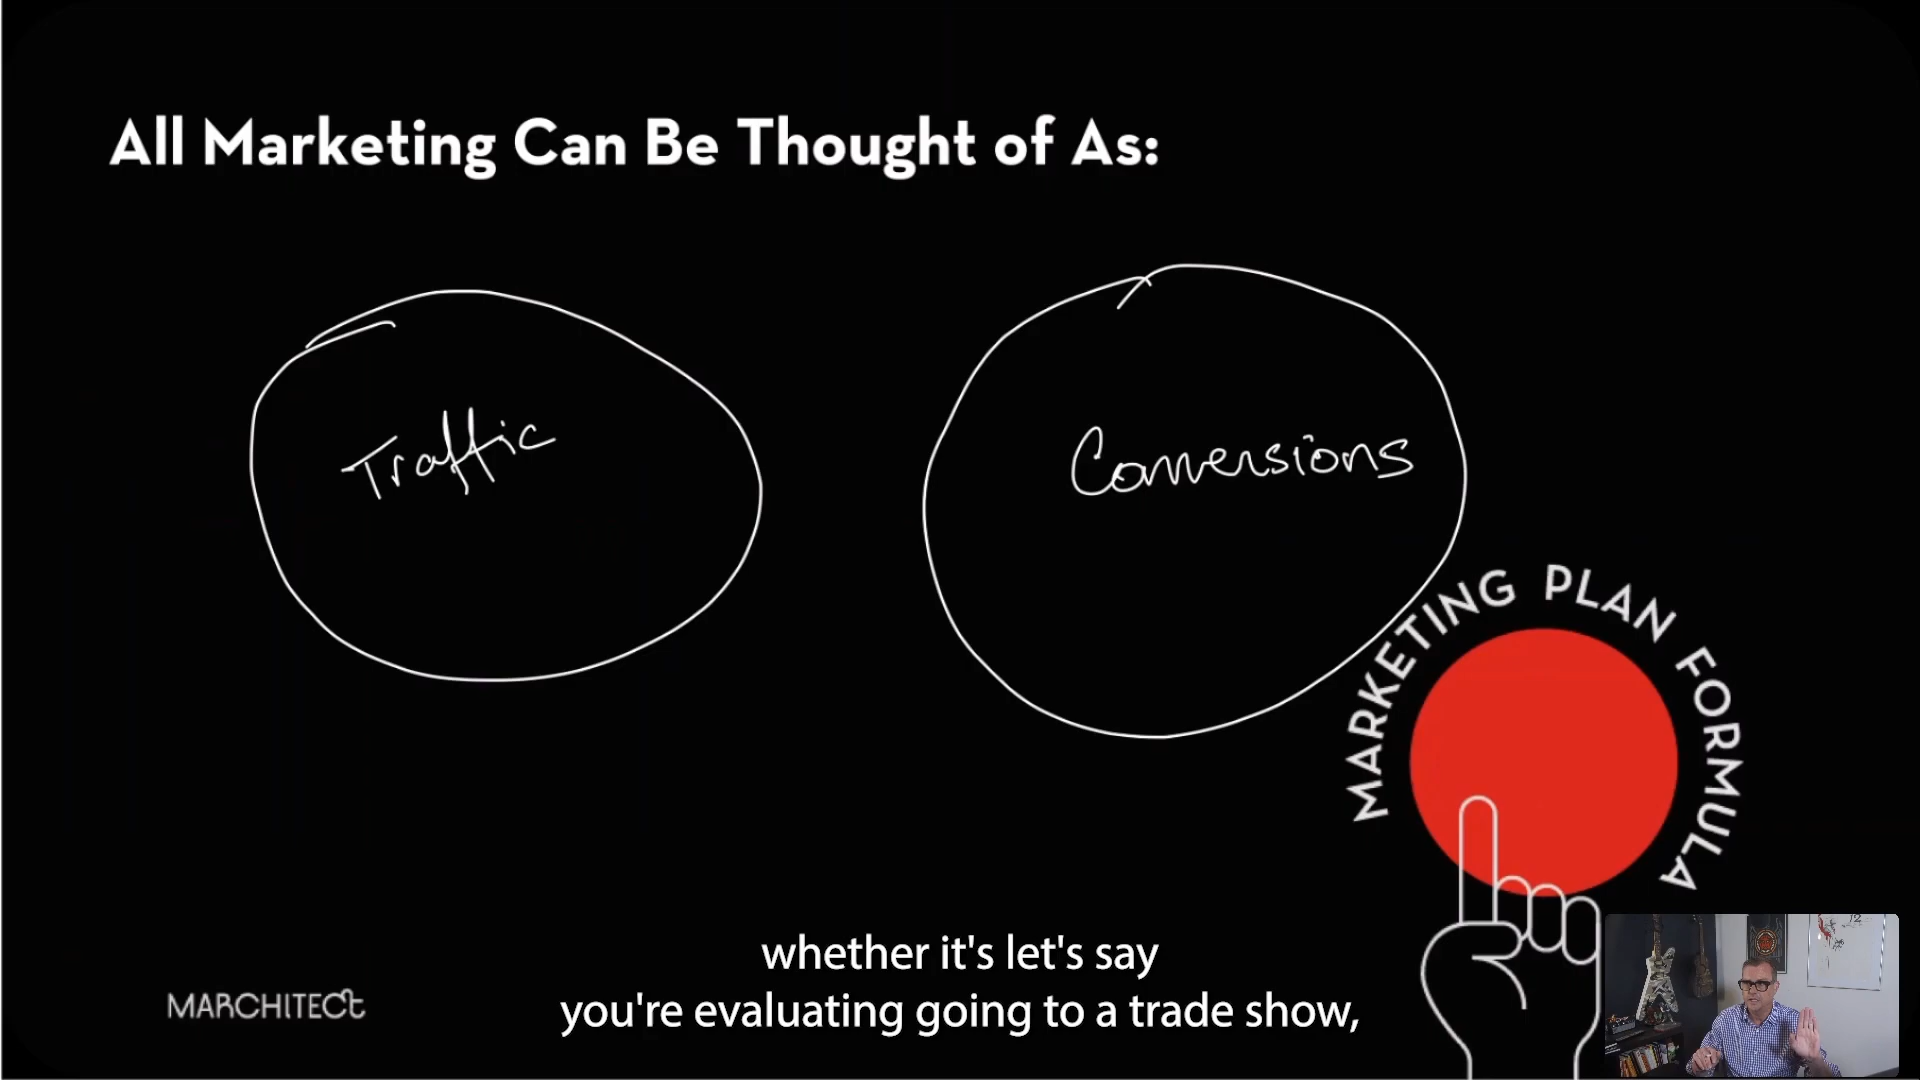 All Marketing Can Be Thought of As:
Traffic
Conversions
MARKETING PLAN FORMULA
whether it's let's say
you're evaluating going to a trade show,
MARCHITECT